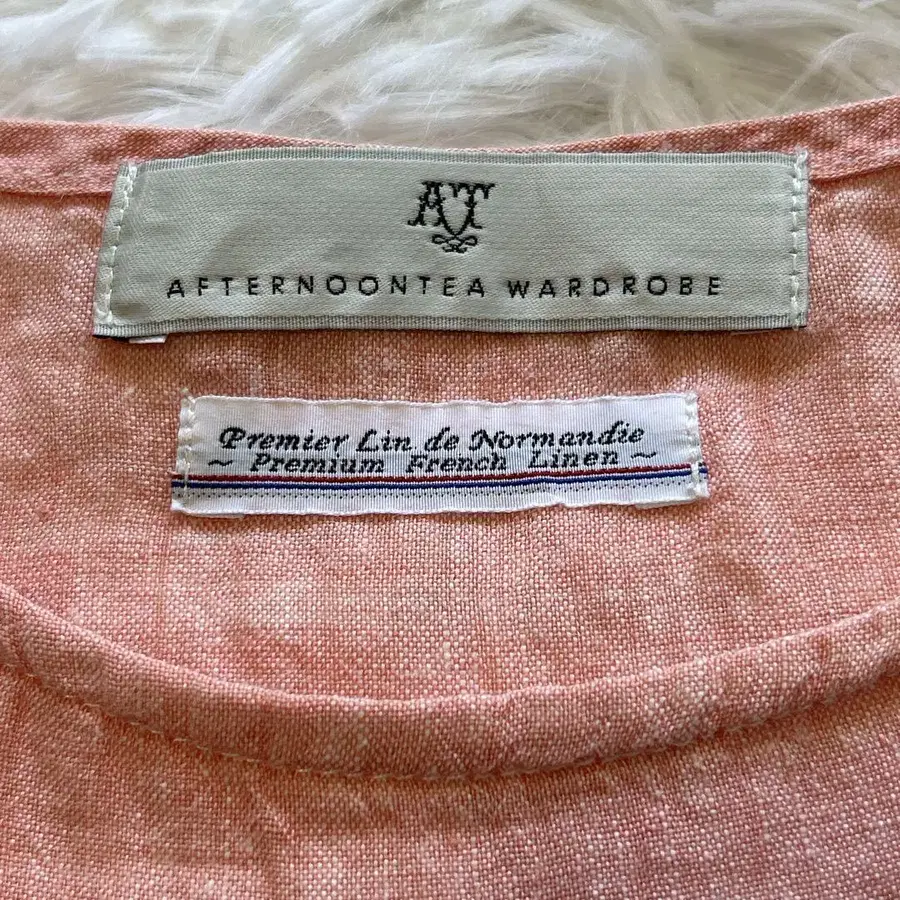 AT
AFTERNOONTEA WARDROBE
Premier Lin de Normandie
~ Premium French Linen ~